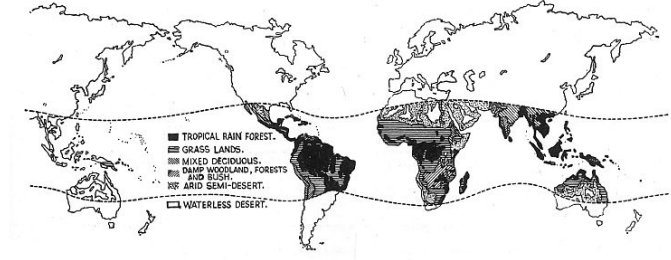 TROPICAL RAIN FOREST.
GRASS LANDS.
MIXED DECIDUOUS.
DAMP WOODLAND, FORESTS
AND BUSH.
ARID SEMI-DESERT.
WATERLESS DESERT.